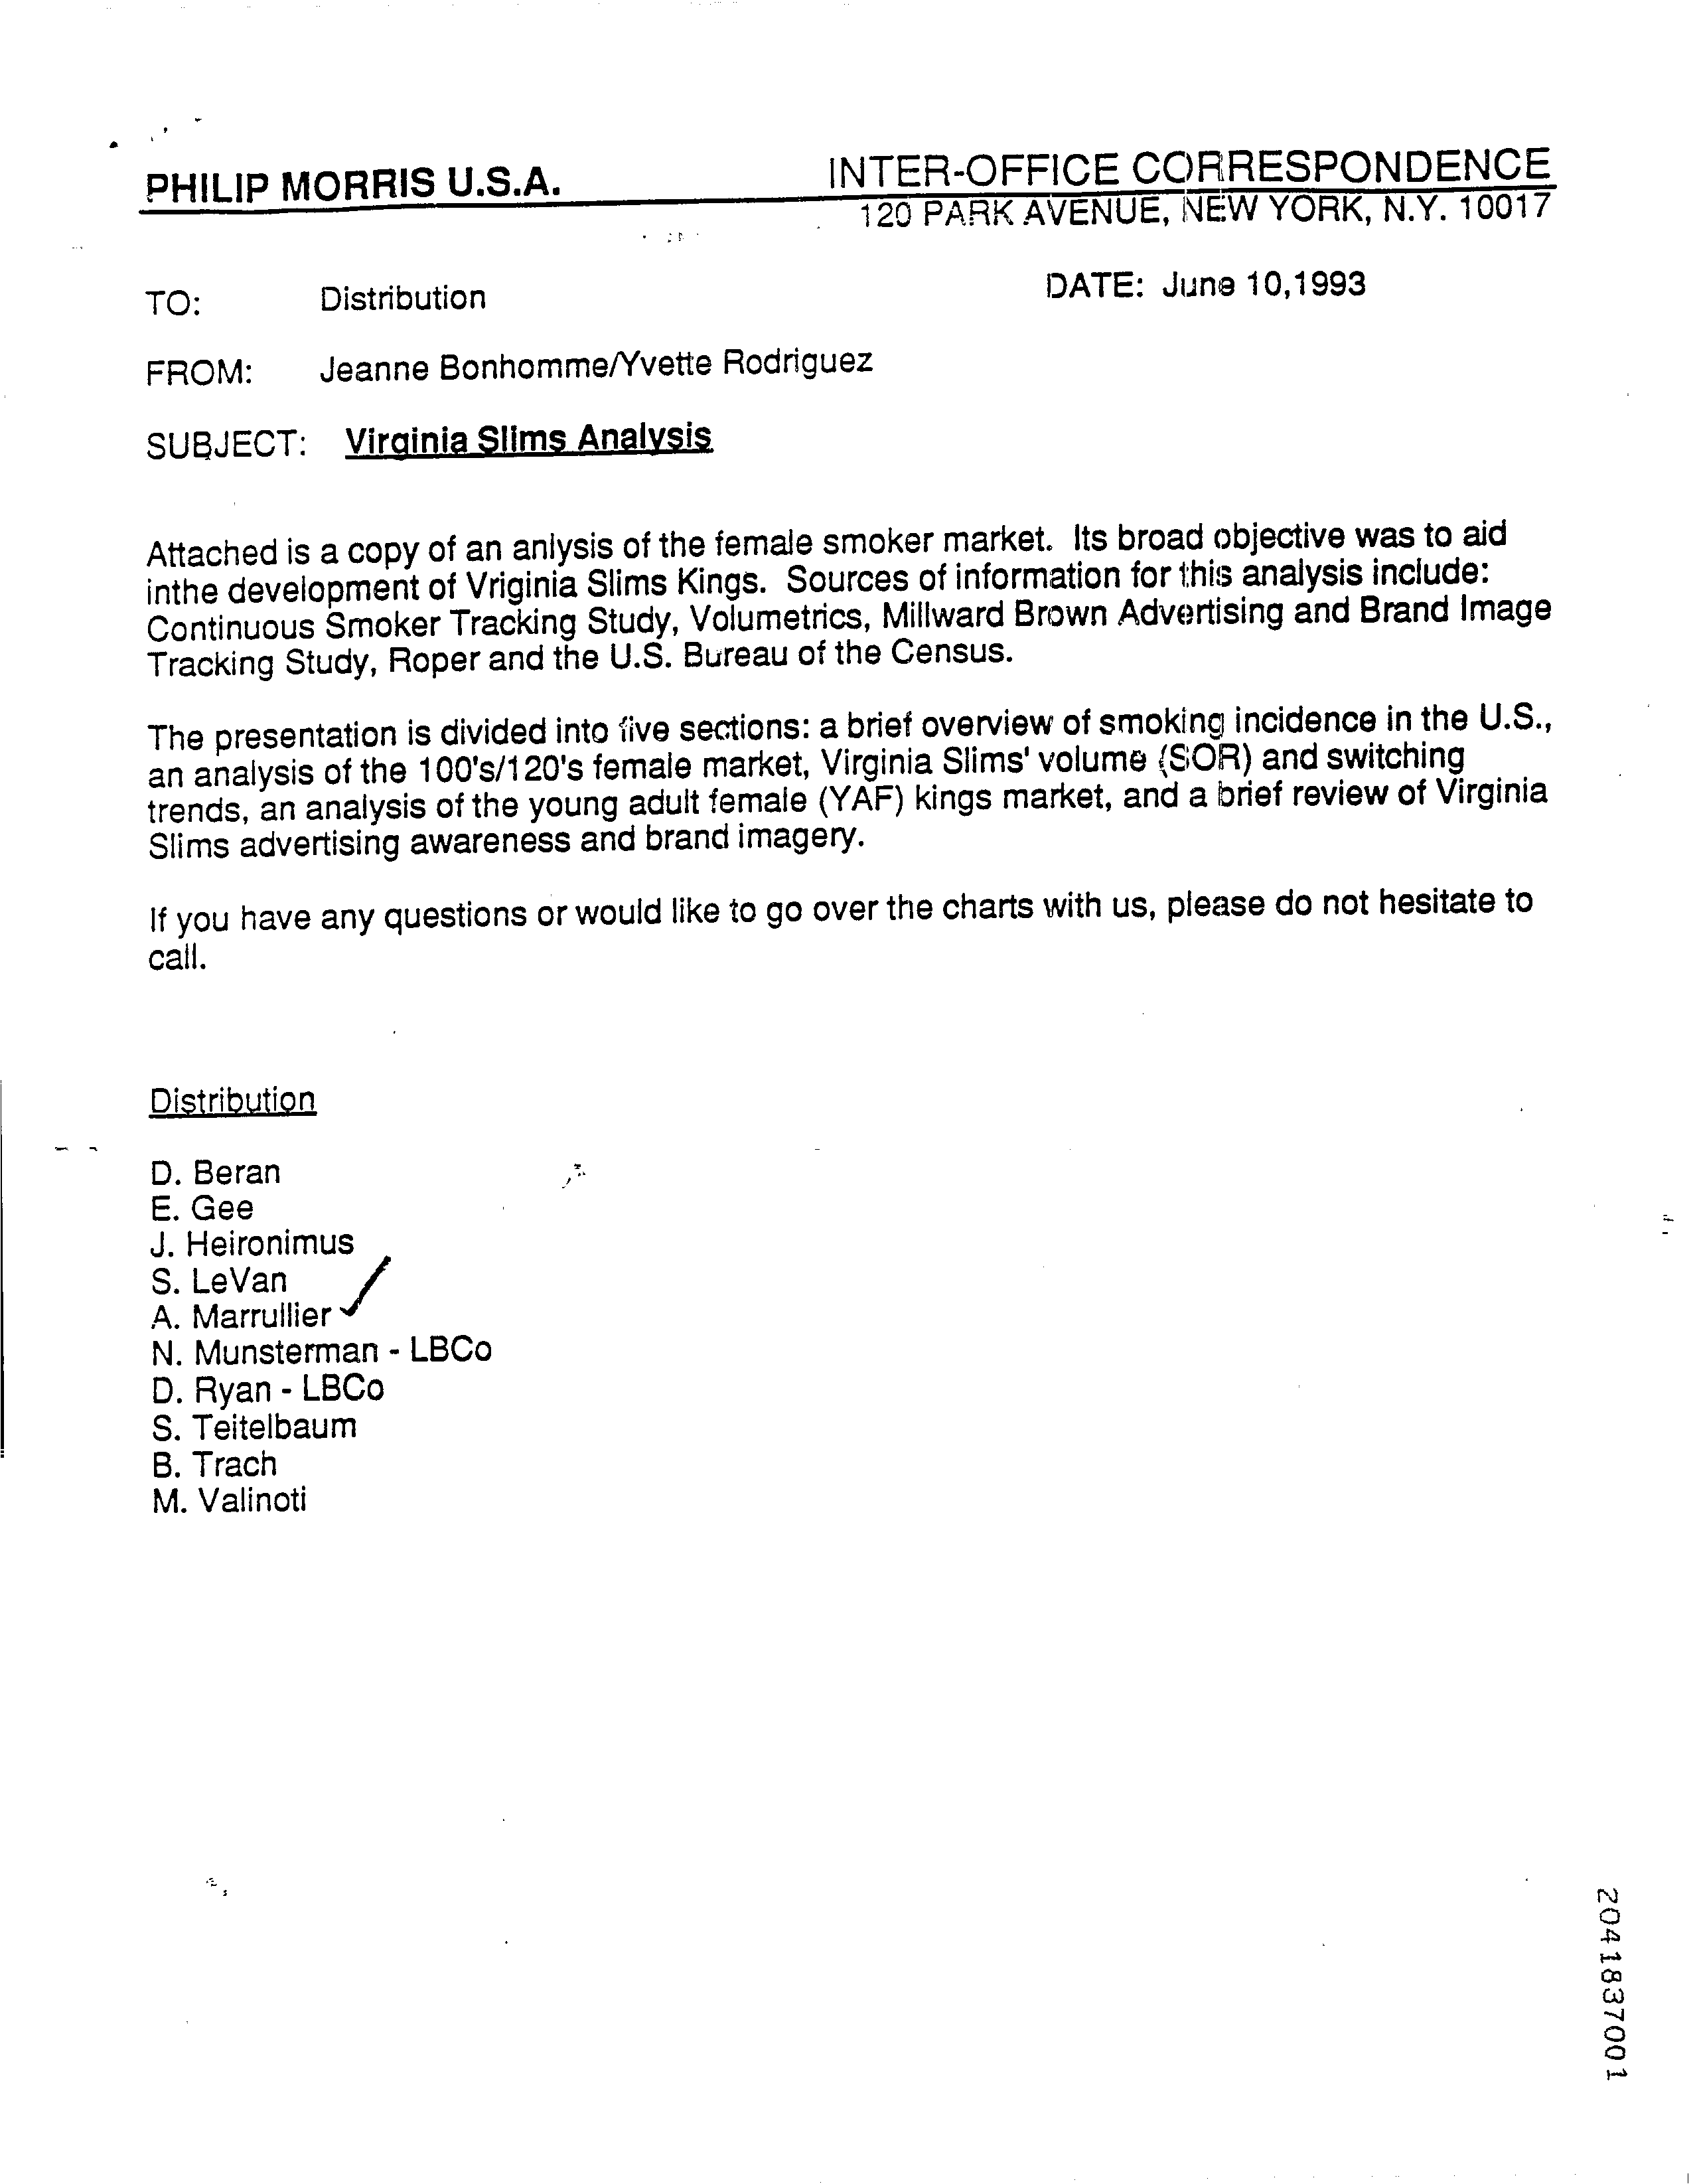 PHILIP MORRIS U.S.A.
INTER-OFFICE CORRESPONDENCE
120 PARK AVENUE, NEW YORK, N.Y. 10017
TO: Distribution
DATE: June 10,1993
FROM: Jeanne Bonhomme/Yvette Rodriguez
SUBJECT: Virginia Slims Analysis
Attached is a copy of an anlysis of the female smoker market. Its broad objective was to aid
inthe development of Vriginia Slims Kings. Sources of information for this analysis include:
Continuous Smoker Tracking Study, Volumetrics, Millward Brown Advertising and Brand Image
Tracking Study, Roper and the U.S. Bureau of the Census.
The presentation is divided into five sections: a brief overview of smoking incidence in the U.S.,
an analysis of the 100's/120's female market, Virginia Slims' volume (SOR) and switching
trends, an analysis of the young adult female (YAF) kings market, and a brief review of Virginia
Slims advertising awareness and brand imagery.
If you have any questions or would like to go over the charts with us, please do not hesitate to
call.
Distribution
D. Beran
E. Gee
J. Heironimus
S. LeVan
A. Marrullier
N. Munsterman - LBCo
D. Ryan - LBCo
S. Teitelbaum
B. Trach
M. Valinoti
2041837001